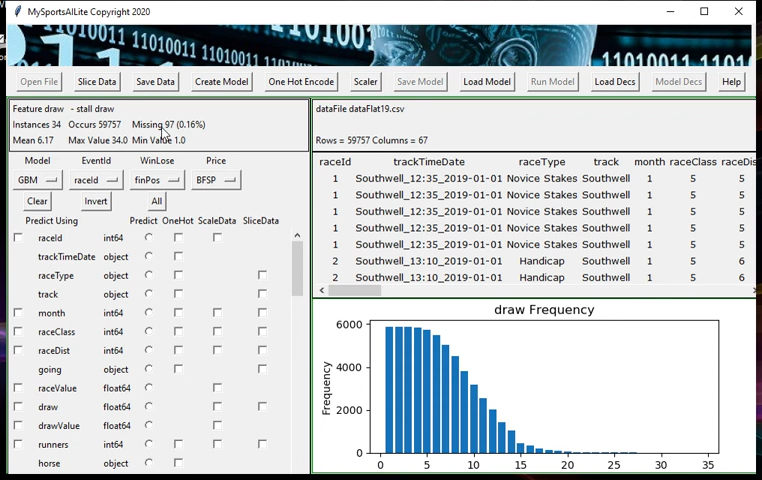 MySportsAILite Copyright 2020
11010011 11010011
110100
11010011
11001101
Open File Slice Data Save Data Create Model One Hot Encode Scaler Save Model Load Model Run Model Load Decs Model Decs Help
Feature draw - stall draw
Instances 34 Occurs 59757 Missing 97 (0.16%)
Mean 6.17 Max Value 34.0 Min Value 1.0
Model EventId WinLose Price
GBM raceId finPos BFSP
Clear Invert All
Predict Using Predict OneHot ScaleData SliceData
raceId int64
trackTimeDate object
raceType object
track object
month int64
raceClass int64
raceDist int64
going object
raceValue float64
draw float64
drawValue float64
runners int64
horse object
dataFile dataFlat19.csv
Rows = 59757 Columns = 67
raceId trackTimeDate raceType track month raceClass raceDis
1 Southwell_12:35_2019-01-01 Novice Stakes Southwell 1 5 5
1 Southwell_12:35_2019-01-01 Novice Stakes Southwell 1 5 5
1 Southwell_12:35_2019-01-01 Novice Stakes Southwell 1 5 5
1 Southwell_12:35_2019-01-01 Novice Stakes Southwell 1 5 5
1 Southwell_12:35_2019-01-01 Novice Stakes Southwell 1 5 5
2 Southwell_13:10_2019-01-01 Handicap Southwell 1 5 6
2 Southwell_13:10_2019-01-01 Handicap Southwell 1 5 6
draw Frequency
6000
4000
2000
0
Frequency
0 5 10 15 20 25 30 35